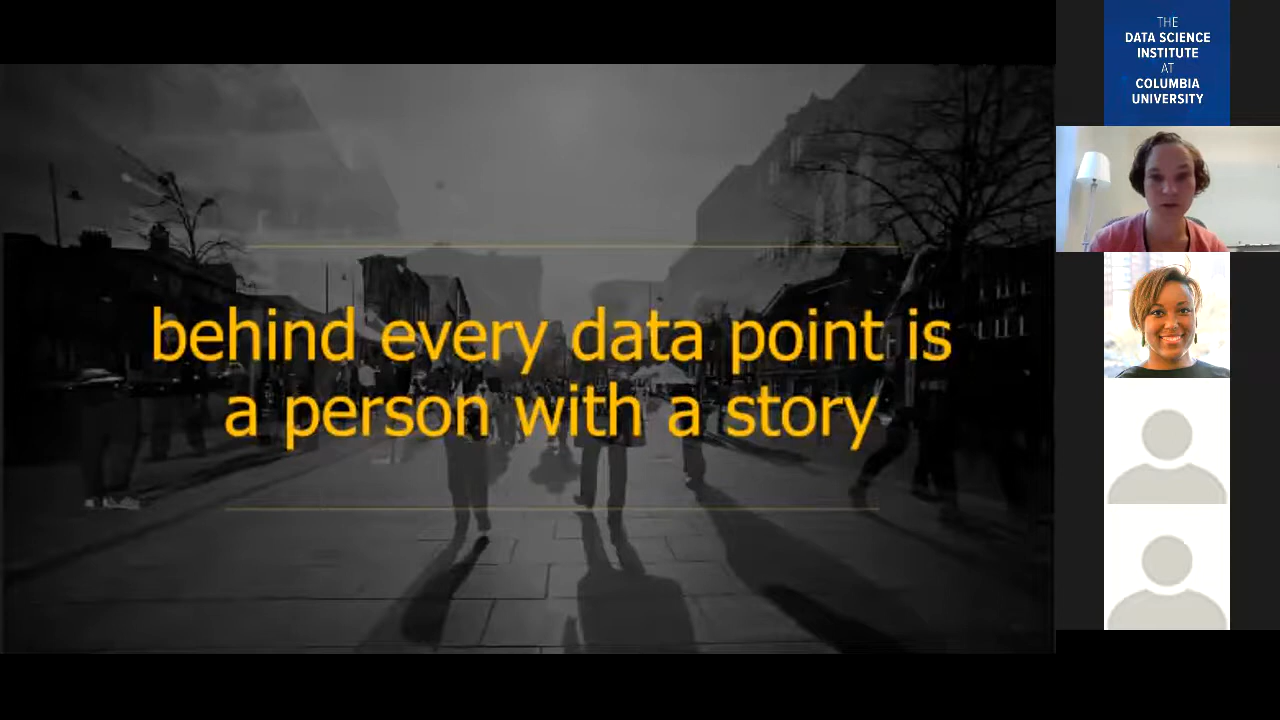 behind every data point is
a person with a story
THE
DATA SCIENCE
INSTITUTE
AT
COLUMBIA
UNIVERSITY